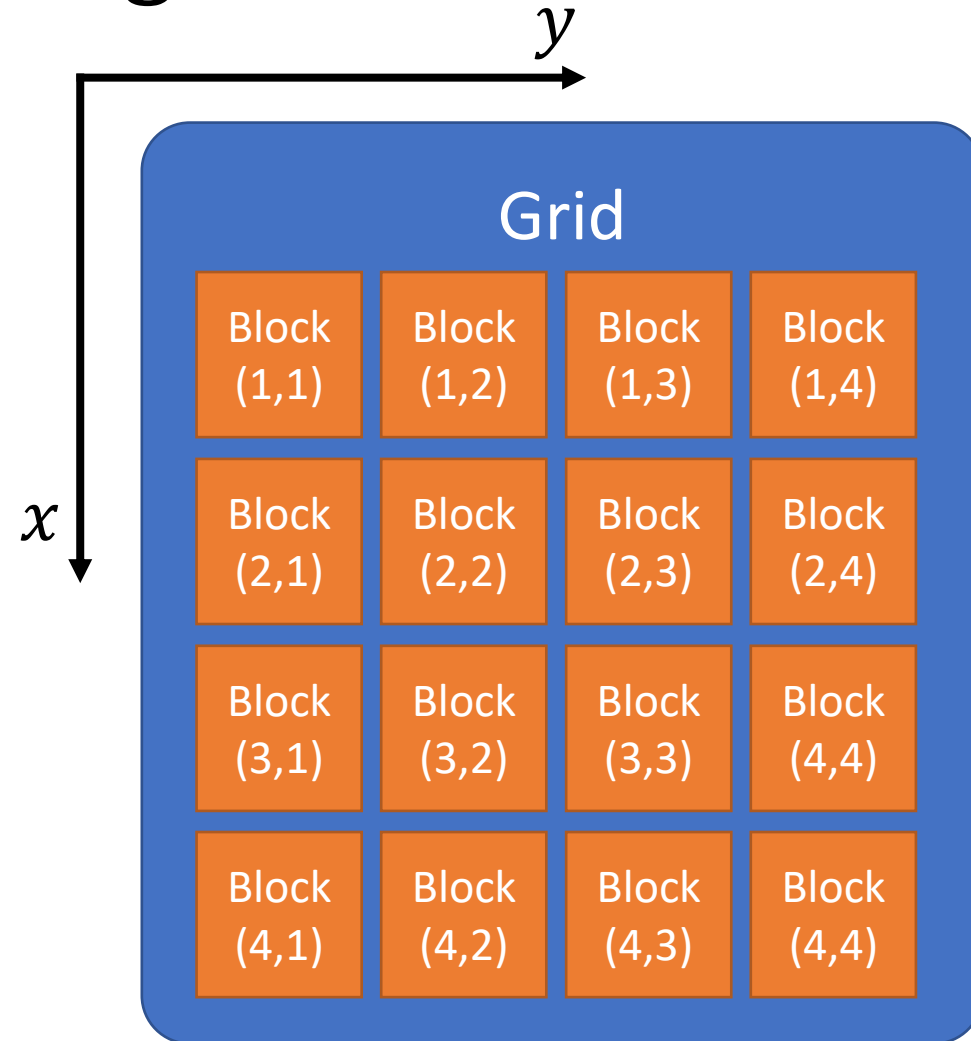 y
Grid
Block Block Block Block
(1,1) (1,2) (1,3) (1,4)
x
Block Block Block Block
(2,1) (2,2) (2,3) (2,4)
Block Block Block Block
(3,1) (3,2) (3,3) (4,4)
Block Block Block Block
(4,1) (4,2) (4,3) (4,4)